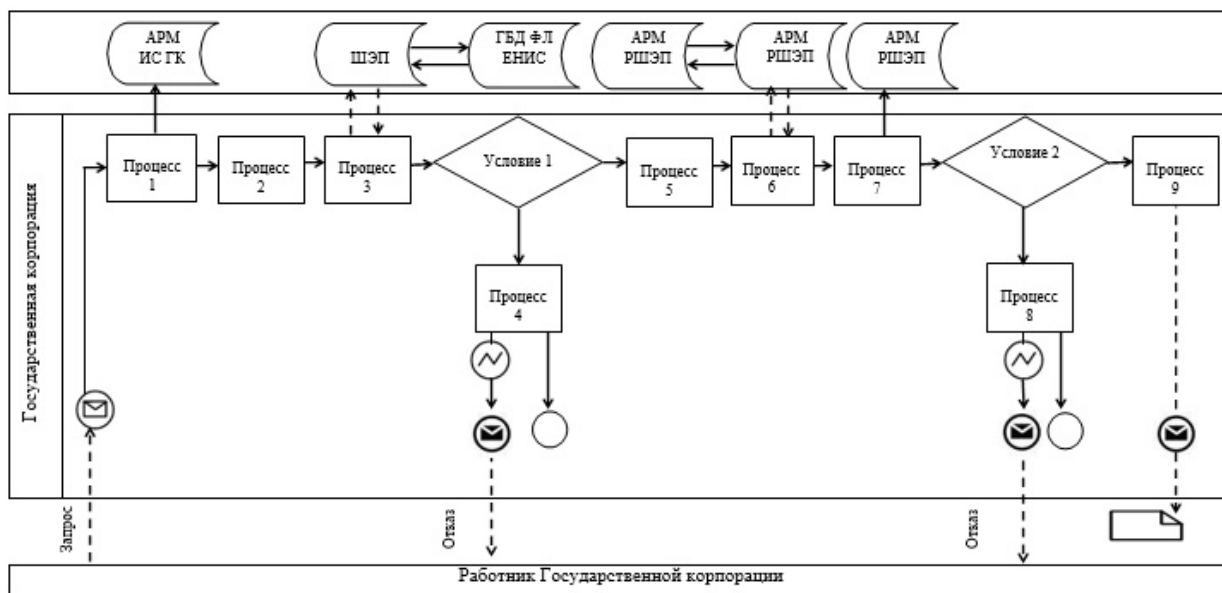 АРМ
ИС ГК
ШЭП
ГБД ФЛ
ЕНИС
АРМ
РШЭП
АРМ
РШЭП
АРМ
РШЭП
Государственная корпорация
Процесс
1
Процесс
2
Процесс
3
Условие 1
Процесс
5
Процесс
6
Процесс
7
Условие 2
Процесс
9
Процесс
4
Процесс
8
Запрос
Отказ
Отказ
Работник Государственной корпорации